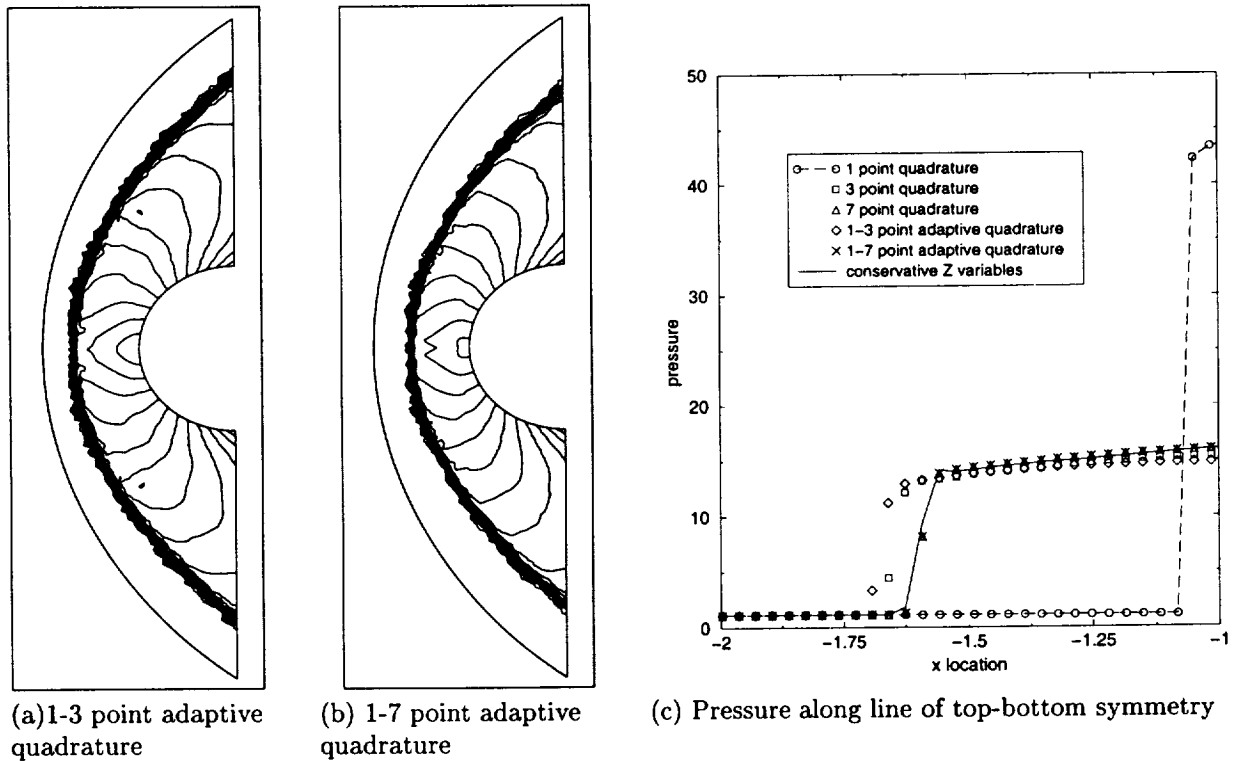 50
40
30
20
10
0
pressure
1 point quadrature
3 point quadrature
7 point quadrature
1-3 point adaptive quadrature
1-7 point adaptive quadrature
conservative Z variables
-2
-1.75
-1.5
-1.25
-1
x location
(a)1-3 point adaptive
quadrature
(b) 1-7 point adaptive
quadrature
(c) Pressure along line of top-bottom symmetry